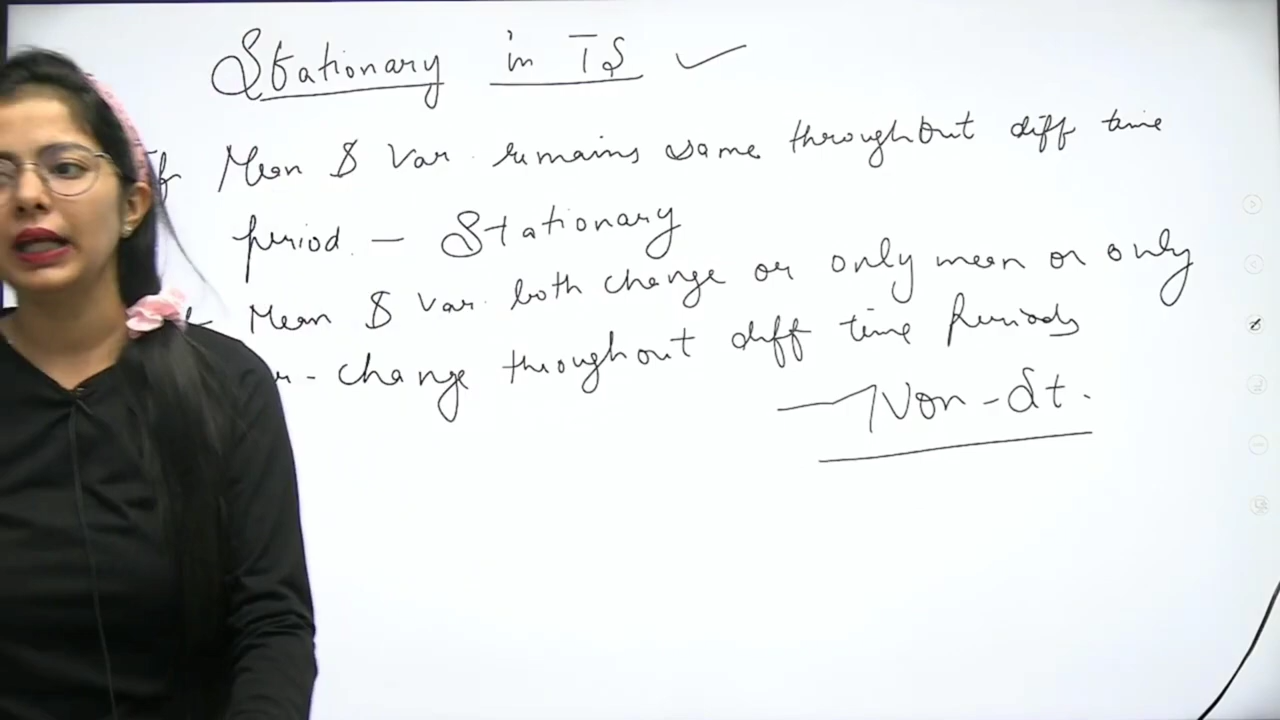 Stationary in TS ✓
If Mean & Var. remains same throughout diff time
period - Stationary
Mean & Var. both change or only mean or only
change throughout diff time Periods
Non-St.